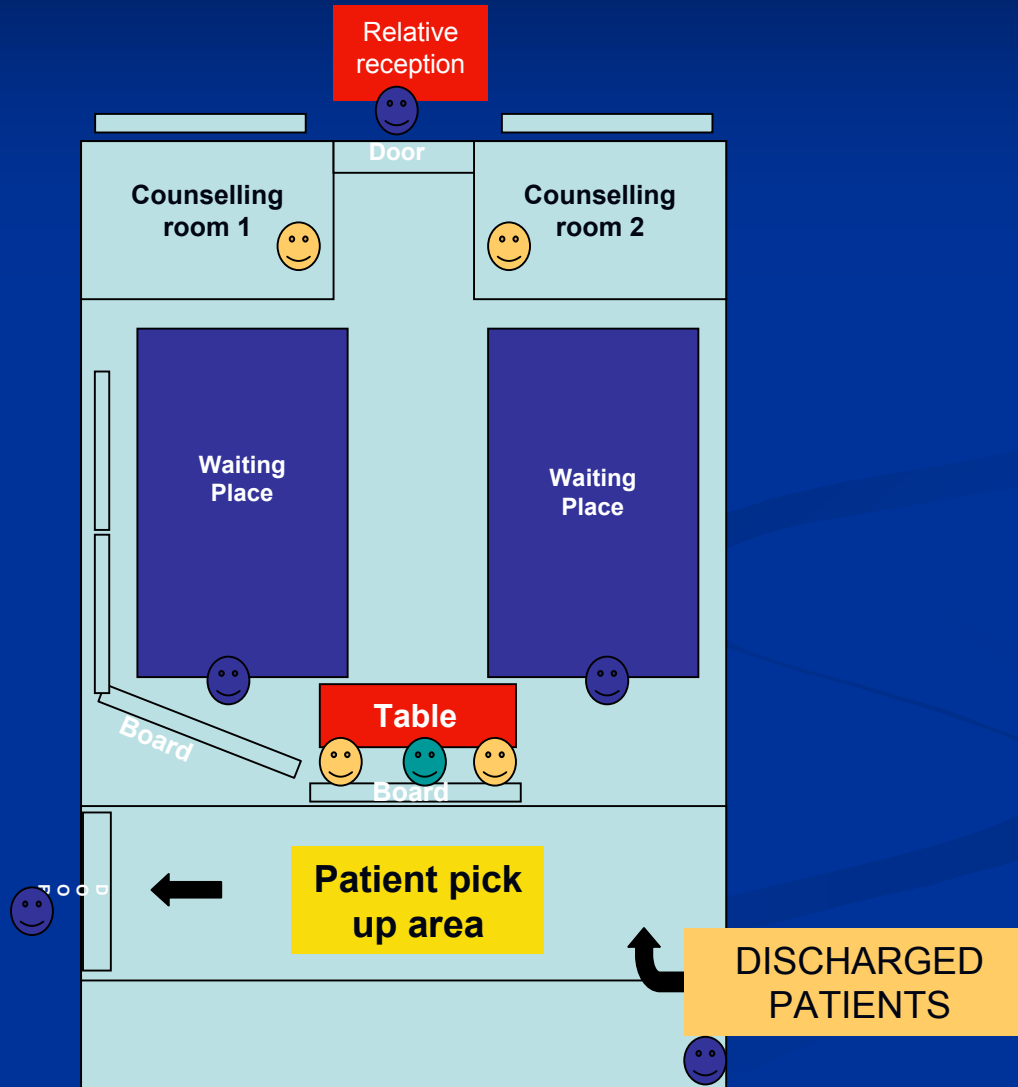 Relative
reception
Door
Counselling
room 1
Counselling
room 2
Waiting
Place
Waiting
Place
Table
Board
Board
DOOR
Patient pick
up area
DISCHARGED
PATIENTS